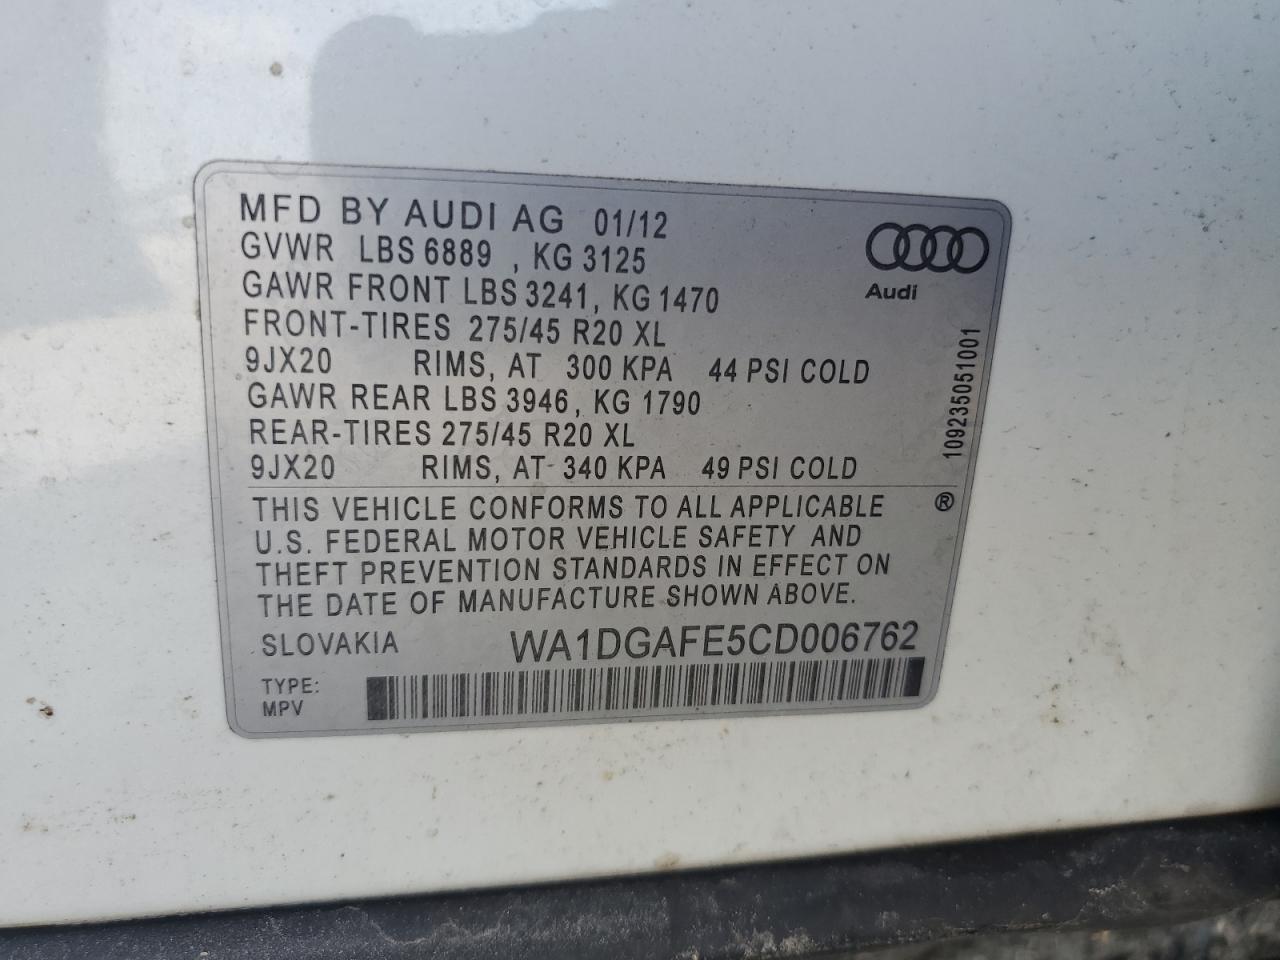 MFD BY AUDI AG 01/12
GVWR LBS 6889 , KG 3125
GAWR FRONT LBS 3241, KG 1470
FRONT-TIRES 275/45 R20 XL
9JX20 RIMS, AT 300 KPA 44 PSI COLD
GAWR REAR LBS 3946, KG 1790
REAR-TIRES 275/45 R20 XL
9JX20 RIMS, AT 340 KPA 49 PSI COLD
Audi
109235051001
THIS VEHICLE CONFORMS TO ALL APPLICABLE ®
U.S. FEDERAL MOTOR VEHICLE SAFETY AND
THEFT PREVENTION STANDARDS IN EFFECT ON
THE DATE OF MANUFACTURE SHOWN ABOVE.
SLOVAKIA WA1DGAFE5CD006762
TYPE:
MPV